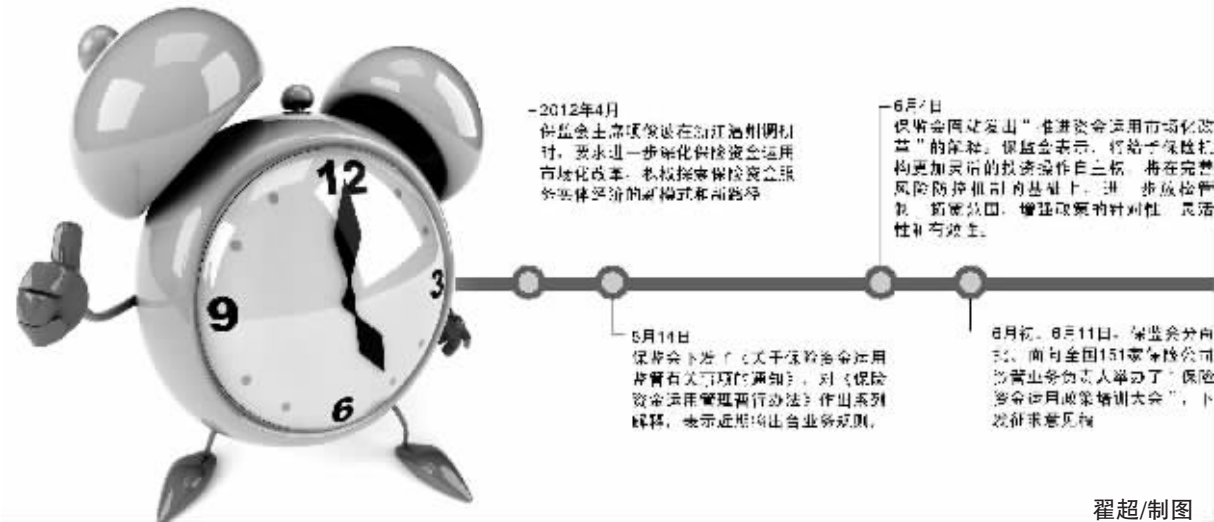 12
3
6
9
2012年4月
保监会主席项俊波在浙江温州调研
时，要求进一步深化保险资金运用
市场化改革，积极探索保险资金服
务实体经济的新模式和新路径
5月14日
保监会下发了《关于保险资金运用
监管有关事项的通知》，对《保险
资金运用管理暂行办法》作出系列
解释，表示近期将出台业务规则。
6月4日
保监会网站发出“推进资金运用市场化改
革”的解释。保监会表示，将给予保险机
构更加灵活的投资操作自主权，将在完善
风险防控机制的基础上，进一步放松管
制、拓宽范围，增强政策的针对性、灵活
性和有效性。
6月初、6月11日，保监会分两
批、面向全国151家保险公司
投资业务负责人举办了“保险
资金运用政策培训大会”，下
发征求意见稿
翟超/制图